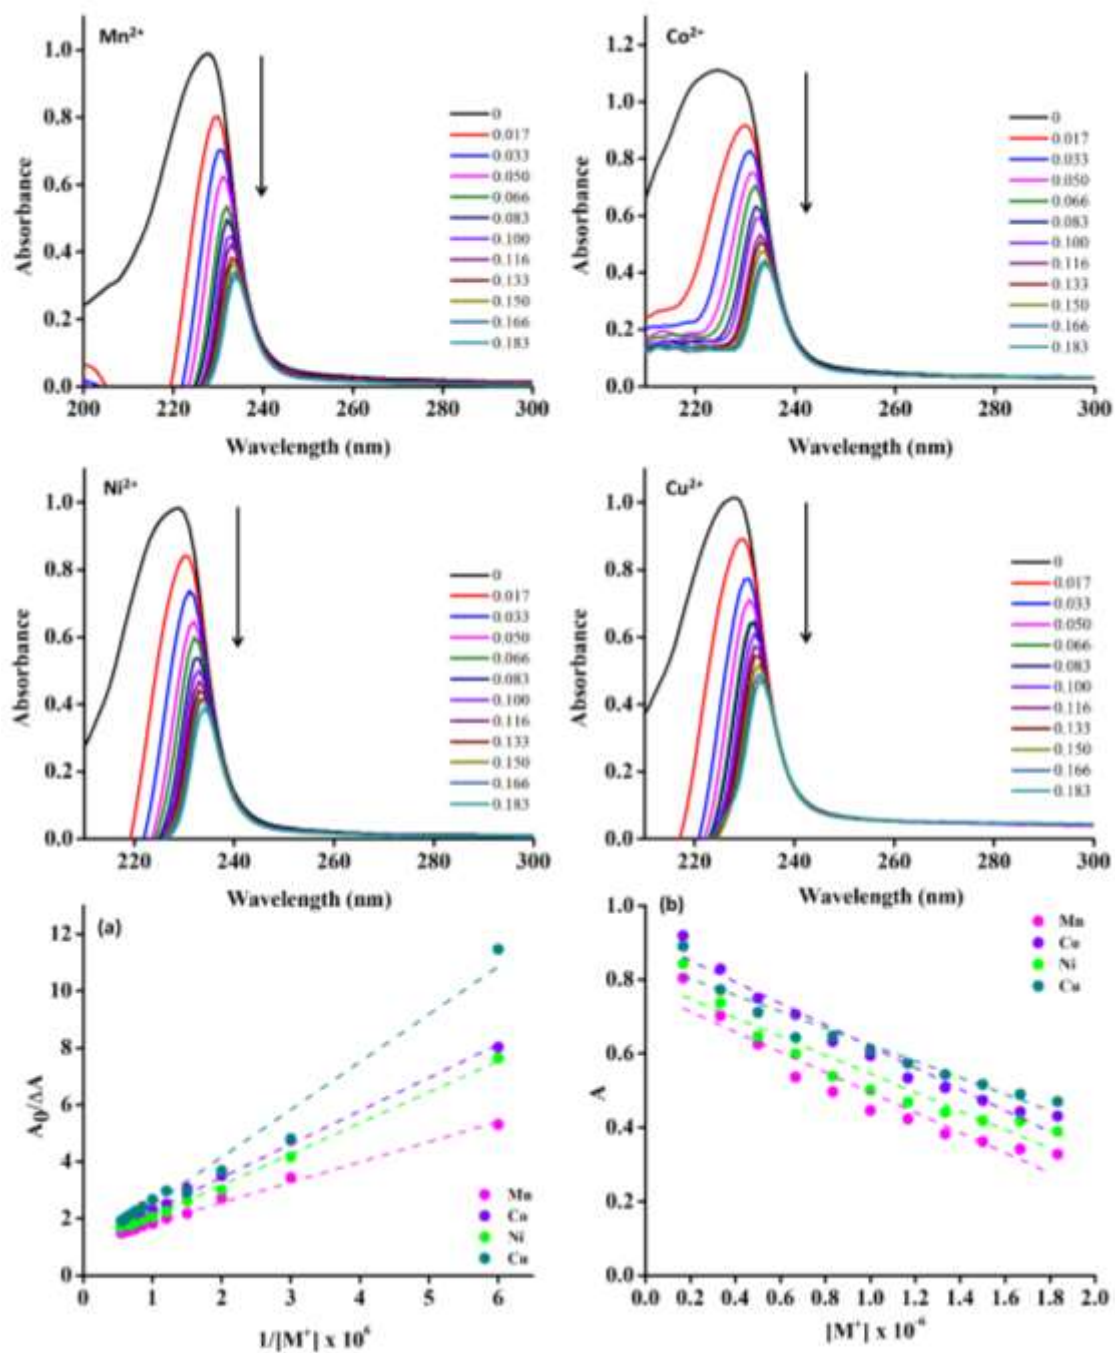 Mn²⁺
1.0
0.8
0.6
0.4
0.2
0.0
Absorbance
0
0.017
0.033
0.050
0.066
0.083
0.100
0.116
0.133
0.150
0.166
0.183
200 220 240 260 280 300
Wavelength (nm)
Co²⁺
1.2
1.0
0.8
0.6
0.4
0.2
0.0
Absorbance
0
0.017
0.033
0.050
0.066
0.083
0.100
0.116
0.133
0.150
0.166
0.183
220 240 260 280 300
Wavelength (nm)
Ni²⁺
1.0
0.8
0.6
0.4
0.2
0.0
Absorbance
0
0.017
0.033
0.050
0.066
0.083
0.100
0.116
0.133
0.150
0.166
0.183
220 240 260 280 300
Wavelength (nm)
Cu²⁺
1.0
0.8
0.6
0.4
0.2
0.0
Absorbance
0
0.017
0.033
0.050
0.066
0.083
0.100
0.116
0.133
0.150
0.166
0.183
220 240 260 280 300
Wavelength (nm)
(a)
12
10
8
6
4
2
0
A₀/ΔA
Mn
Co
Ni
Cu
0 1 2 3 4 5 6
1/[M⁺] x 10⁶
(b)
1.0
0.8
0.6
0.4
0.2
0.0
A
Mn
Co
Ni
Cu
0.0 0.2 0.4 0.6 0.8 1.0 1.2 1.4 1.6 1.8 2.0
[M⁺] x 10⁻⁶